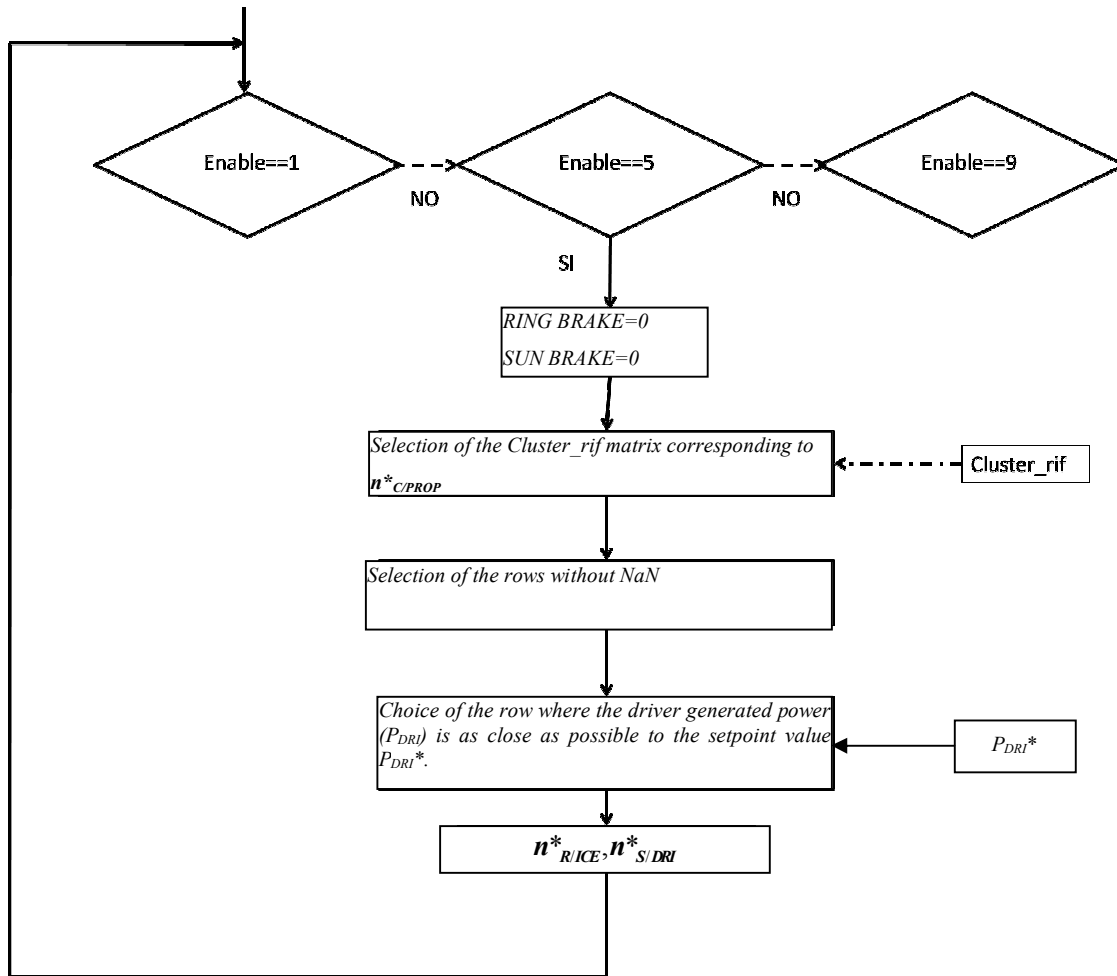 Enable==1
NO
Enable==5
NO
Enable==9
SI
RING BRAKE=0
SUN BRAKE=0
Selection of the Cluster_rif matrix corresponding to
n*C/PROP
Cluster_rif
Selection of the rows without NaN
Choice of the row where the driver generated power
(PDRI) is as close as possible to the setpoint value
PDRI*.
PDRI*
n*R/ICE,n*S/DRI